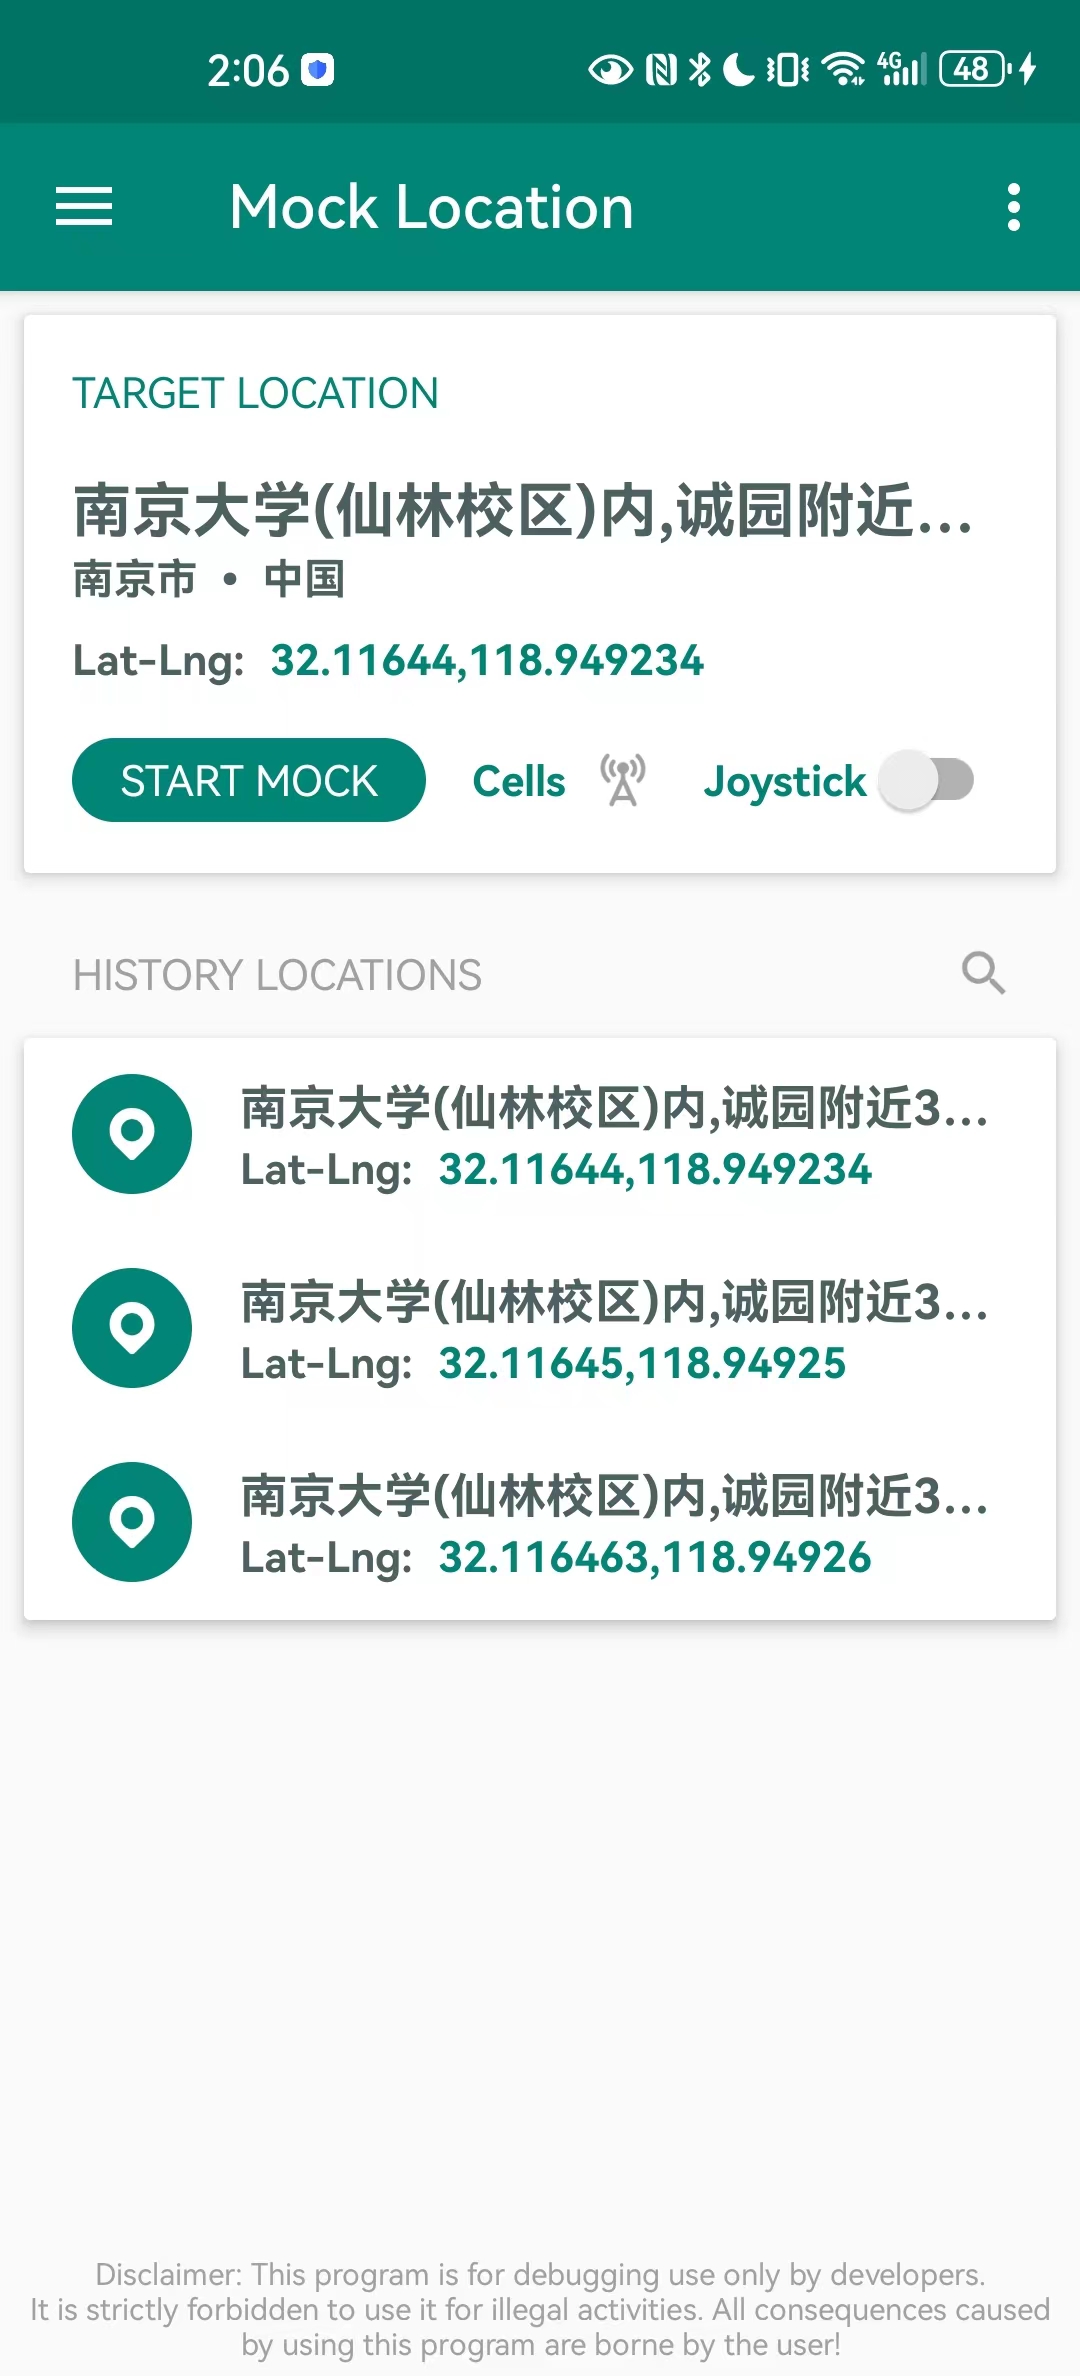 2:06 4G 48
Mock Location
TARGET LOCATION
南京大学(仙林校区)内,诚园附近...
南京市 • 中国
Lat-Lng: 32.11644,118.949234
START MOCK Cells Joystick
HISTORY LOCATIONS
南京大学(仙林校区)内,诚园附近3...
Lat-Lng: 32.11644,118.949234
南京大学(仙林校区)内,诚园附近3...
Lat-Lng: 32.11645,118.94925
南京大学(仙林校区)内,诚园附近3...
Lat-Lng: 32.116463,118.94926
Disclaimer: This program is for debugging use only by developers.
It is strictly forbidden to use it for illegal activities. All consequences caused
by using this program are borne by the user!